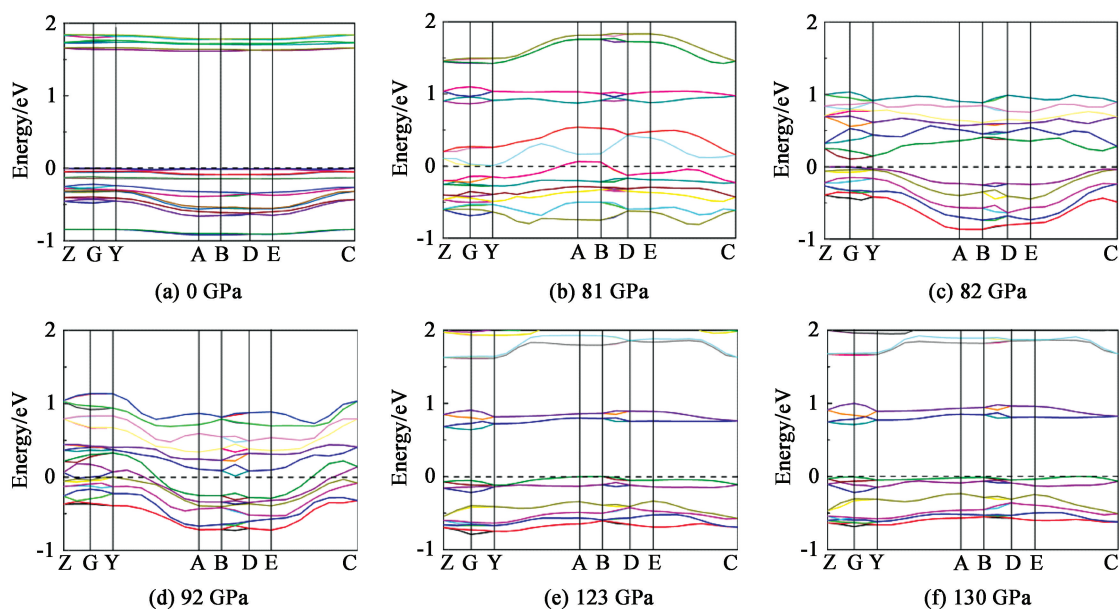 2
1
0
-1
Energy/eV
Z G Y A B D E C
(a) 0 GPa
2
1
0
-1
Energy/eV
Z G Y A B D E C
(b) 81 GPa
2
1
0
-1
Energy/eV
Z G Y A B D E C
(c) 82 GPa
2
1
0
-1
Energy/eV
Z G Y A B D E C
(d) 92 GPa
2
1
0
-1
Energy/eV
Z G Y A B D E C
(e) 123 GPa
2
1
0
-1
Energy/eV
Z G Y A B D E C
(f) 130 GPa